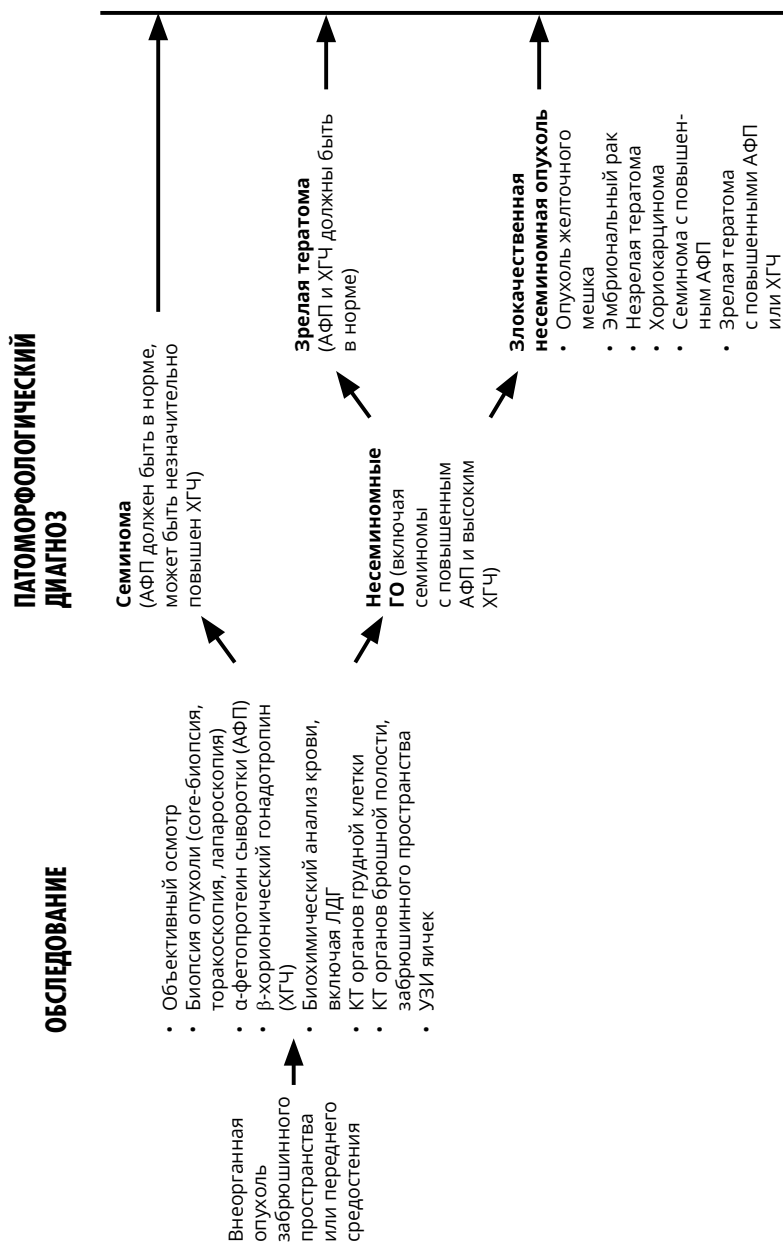 ОБСЛЕДОВАНИЕ
ПАТОМОРФОЛОГИЧЕСКИЙ
ДИАГНОЗ
Внеорганная
опухоль
забрюшинного
пространства
или переднего
средостения
• Объективный осмотр
• Биопсия опухоли (core-биопсия,
торакоскопия, лапароскопия)
• α-фетопротеин сыворотки (АФП)
• β-хорионический гонадотропин
(ХГЧ)
• Биохимический анализ крови,
включая ЛДГ
• КТ органов грудной клетки
• КТ органов брюшной полости,
забрюшинного пространства
• УЗИ яичек
Семинома
(АФП должен быть в норме,
может быть незначительно
повышен ХГЧ)
Несеминомные
ГО (включая
семиномы
с повышенным
АФП и высоким
ХГЧ)
Зрелая тератома
(АФП и ХГЧ должны быть
в норме)
Злокачественная
несеминомная опухоль
• Опухоль желточного
мешка
• Эмбриональный рак
• Незрелая тератома
• Хориокарцинома
• Семинома с повышен-
ным АФП
• Зрелая тератома
с повышенными АФП
или ХГЧ